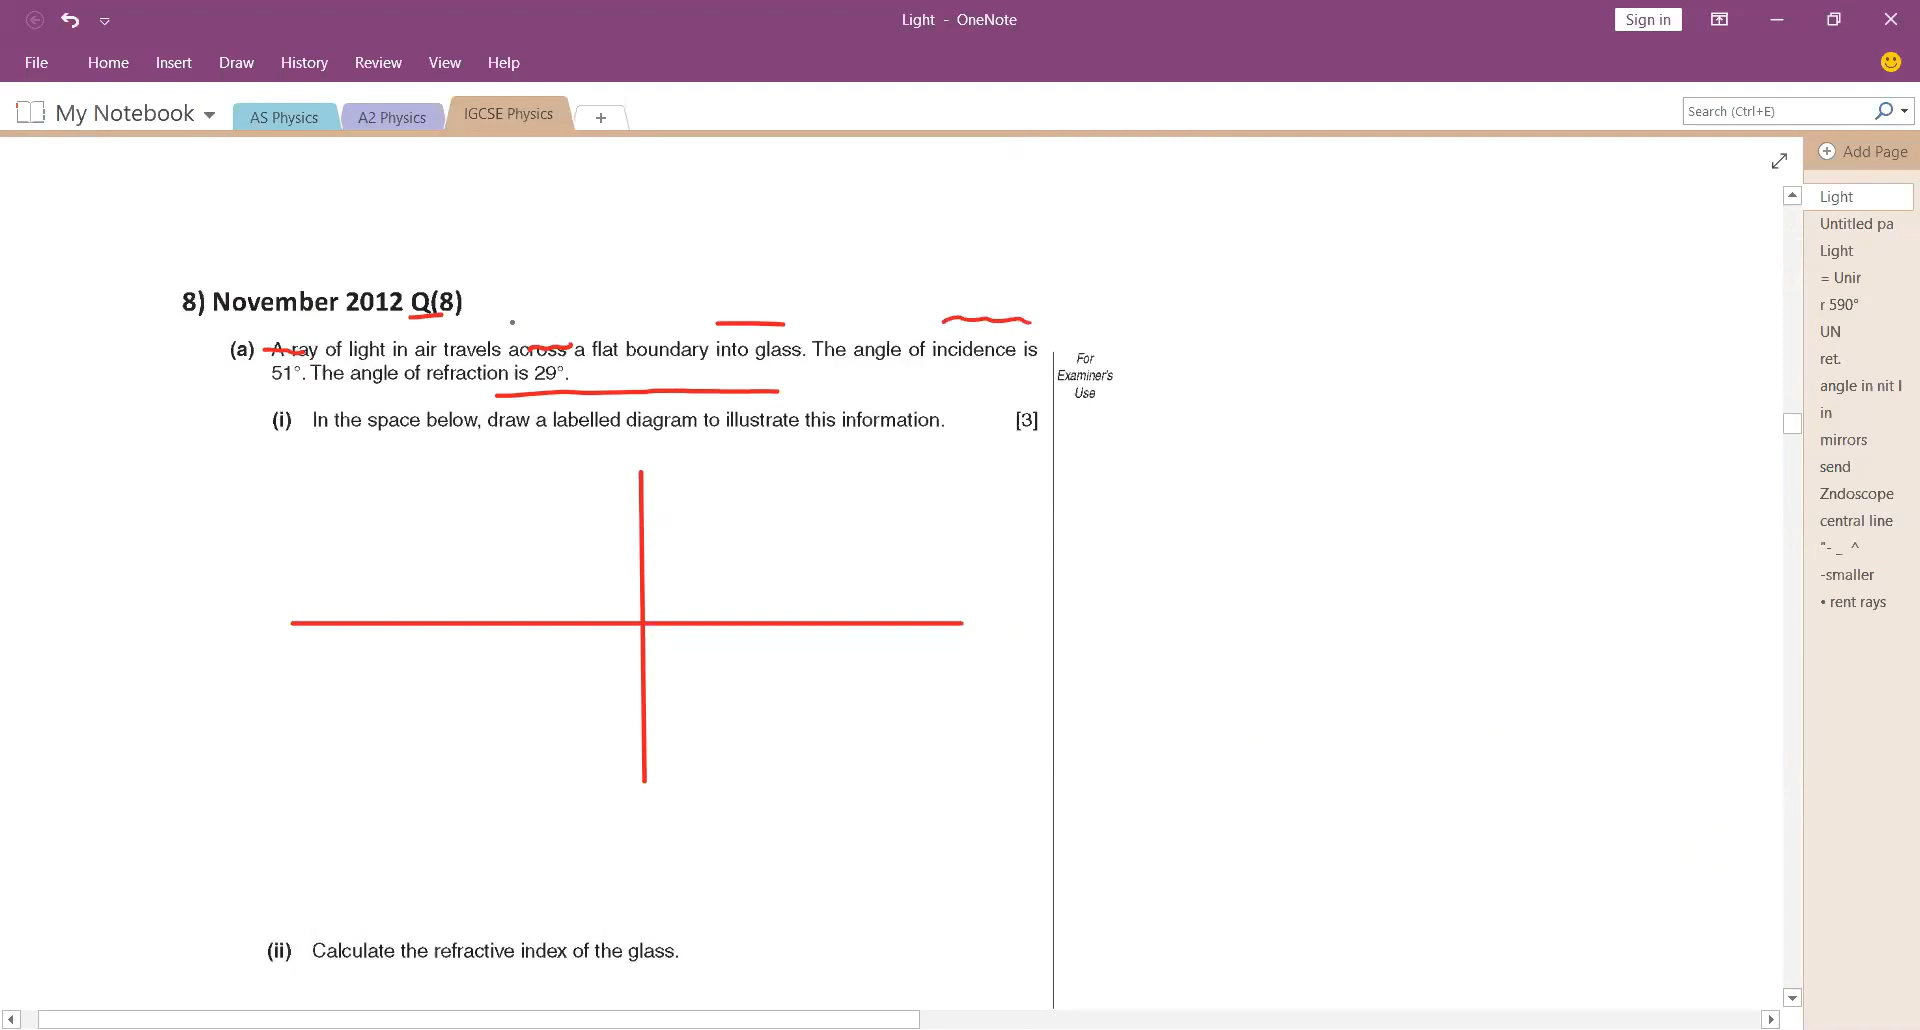 Light - OneNote
Sign in
File Home Insert Draw History Review View Help
My Notebook
AS Physics
A2 Physics
IGCSE Physics
+
Search (Ctrl+E)
Add Page
Light
Untitled pa
Light
= Unir
r 590°
UN
ret.
angle in nit I
in
mirrors
send
Zndoscope
central line
"- _ ^
-smaller
• rent rays
8) November 2012 Q(8)
(a) A ray of light in air travels across a flat boundary into glass. The angle of incidence is
51°. The angle of refraction is 29°.
(i) In the space below, draw a labelled diagram to illustrate this information. [3]
For
Examiner's
Use
(ii) Calculate the refractive index of the glass.